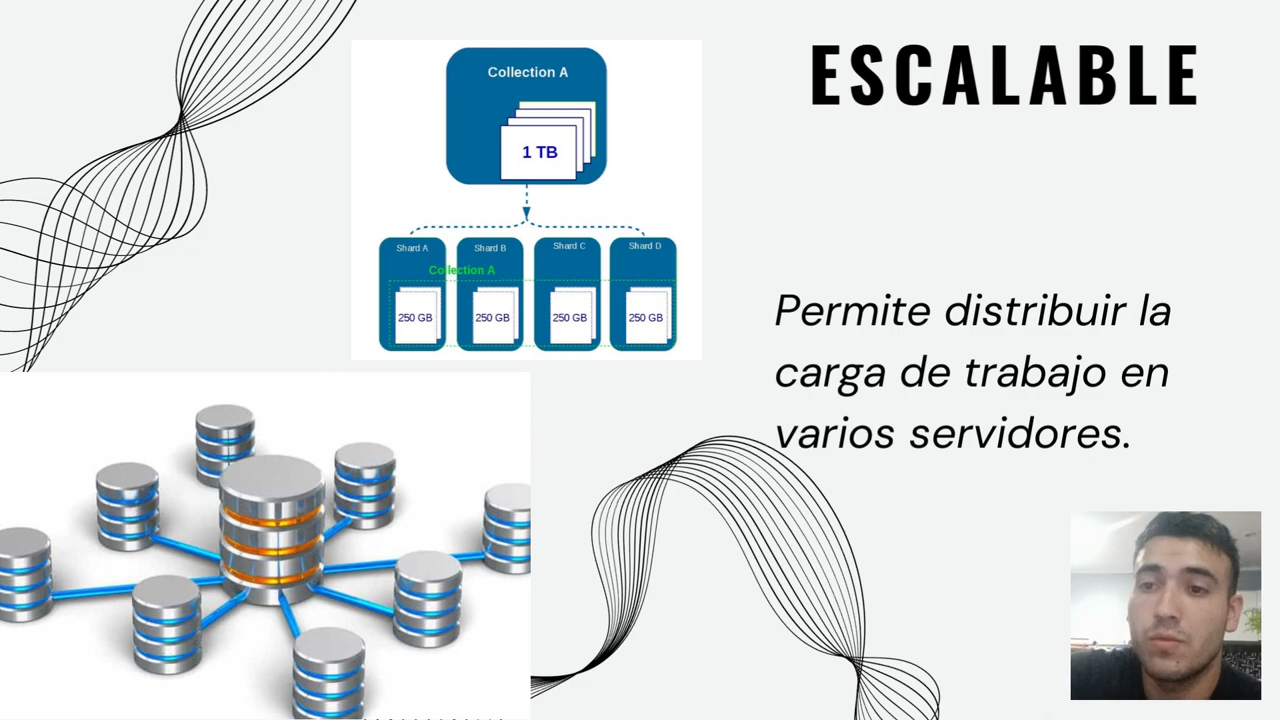 ESCALABLE
Collection A
1 TB
Shard A
Shard B
Shard C
Shard D
Collection A
250 GB
250 GB
250 GB
250 GB
Permite distribuir la
carga de trabajo en
varios servidores.